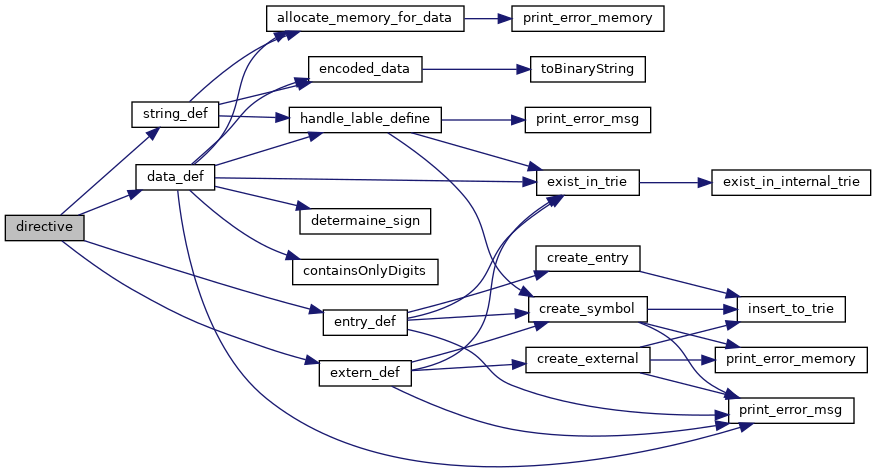 allocate_memory_for_data
print_error_memory
encoded_data
toBinaryString
string_def
handle_lable_define
print_error_msg
data_def
exist_in_trie
exist_in_internal_trie
directive
determaine_sign
containsOnlyDigits
create_entry
entry_def
create_symbol
insert_to_trie
extern_def
create_external
print_error_memory
print_error_msg